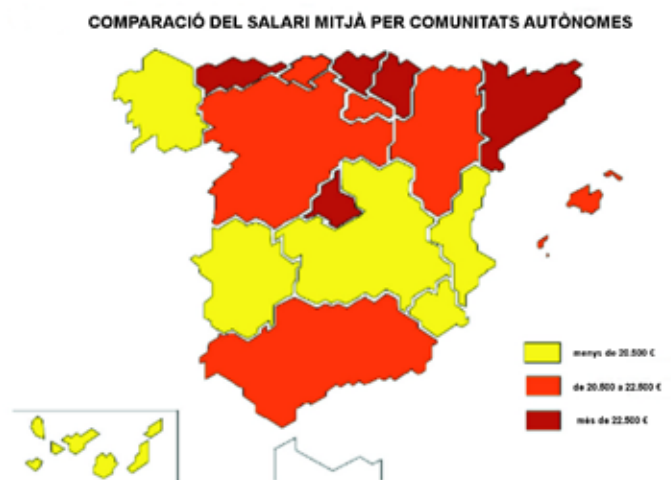 COMPARACIÓ DEL SALARI MITJÀ PER COMUNITATS AUTÒNOMES
menys de 20.500 €
de 20.500 a 22.500 €
més de 22.500 €